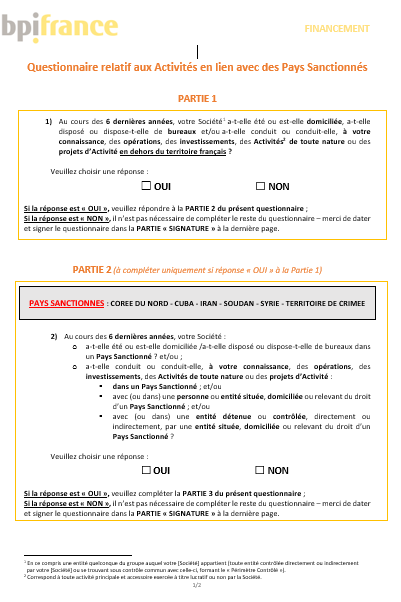 bpifrance
FINANCEMENT
Questionnaire relatif aux Activités en lien avec des Pays Sanctionnés
PARTIE 1
1) Au cours des 6 dernières années, votre Société¹ a-t-elle été ou est-elle domiciliée, a-t-elle
disposé ou dispose-t-elle de bureaux et/ou a-t-elle conduit ou conduit-elle, à votre
connaissance, des opérations, des investissements, des Activités² de toute nature ou des
projets d'Activité en dehors du territoire français ?
Veuillez choisir une réponse :
☐ OUI ☐ NON
Si la réponse est « OUI », veuillez répondre à la PARTIE 2 du présent questionnaire ;
Si la réponse est « NON », il n'est pas nécessaire de compléter le reste du questionnaire – merci de dater
et signer le questionnaire dans la PARTIE « SIGNATURE » à la dernière page.
PARTIE 2 (à compléter uniquement si réponse « OUI » à la Partie 1)
PAYS SANCTIONNES : COREE DU NORD - CUBA - IRAN - SOUDAN - SYRIE - TERRITOIRE DE CRIMEE
2) Au cours des 6 dernières années, votre Société :
o a-t-elle été ou est-elle domiciliée /a-t-elle disposé ou dispose-t-elle de bureaux dans
un Pays Sanctionné ? et/ou ;
o a-t-elle conduit ou conduit-elle, à votre connaissance, des opérations, des
investissements, des Activités de toute nature ou des projets d'Activité :
▪ dans un Pays Sanctionné ; et/ou
▪ avec (ou dans) une personne ou entité située, domiciliée ou relevant du droit
d'un Pays Sanctionné ; et/ou
▪ avec (ou dans) une entité détenue ou contrôlée, directement ou
indirectement, par une entité située, domiciliée ou relevant du droit d'un
Pays Sanctionné ?
Veuillez choisir une réponse :
☐ OUI ☐ NON
Si la réponse est « OUI », veuillez compléter la PARTIE 3 du présent questionnaire ;
Si la réponse est « NON », il n'est pas nécessaire de compléter le reste du questionnaire – merci de dater
et signer le questionnaire dans la PARTIE « SIGNATURE » à la dernière page.
¹ En ce compris une entité quelconque du groupe auquel votre [Société] appartient (toute entité contrôlée directement ou indirectement
par votre [Société] ou se trouvant sous contrôle commun avec celle-ci, formant le « Périmètre Contrôlé »).
² Correspond à toute activité principale et accessoire exercée à titre lucratif ou non par la Société.
1/2